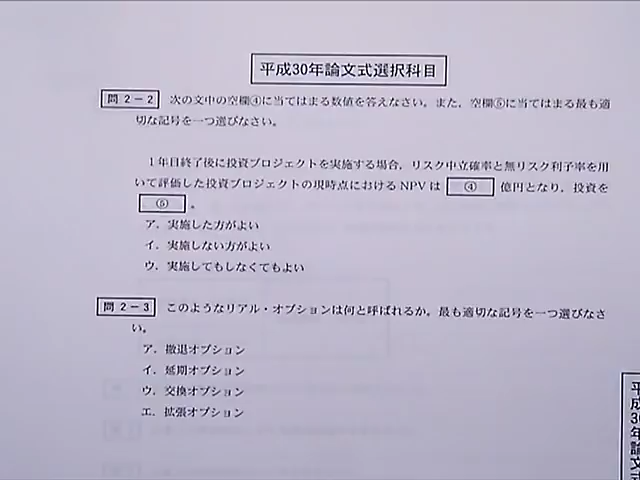 平成30年論文式選択科目
問 2－2 次の文中の空欄④に当てはまる数値を答えなさい。また，空欄⑤に当てはまる最も適
切な記号を一つ選びなさい。
1年目終了後に投資プロジェクトを実施する場合，リスク中立確率と無リスク利子率を用
いて評価した投資プロジェクトの現時点におけるNPVは ④ 億円となり，投資を
⑤ 。
ア．実施した方がよい
イ．実施しない方がよい
ウ．実施してもしなくてもよい
問 2－3 このようなリアル・オプションは何と呼ばれるか。最も適切な記号を一つ選びなさ
い。
ア．撤退オプション
イ．延期オプション
ウ．交換オプション
エ．拡張オプション
平成30年論文式